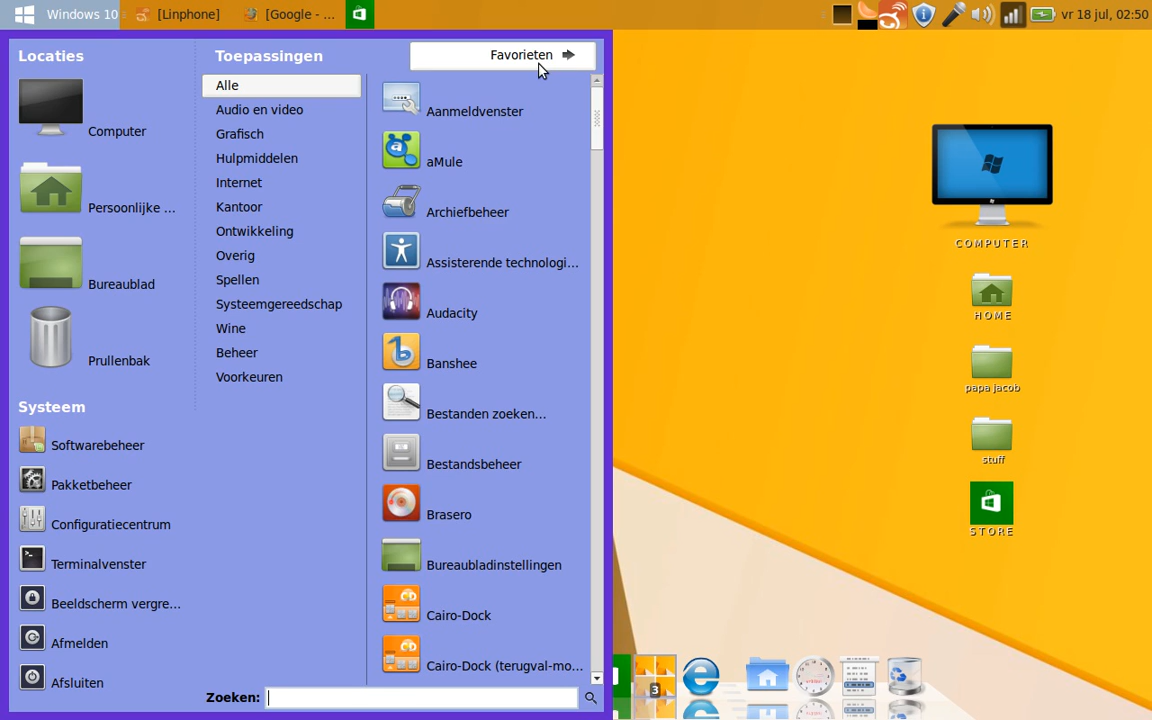 Windows 10
[Linphone]
[Google - ...
vr 18 jul, 02:50
Locaties
Computer
Persoonlijke ...
Bureaublad
Prullenbak
Systeem
Softwarebeheer
Pakketbeheer
Configuratiecentrum
Terminalvenster
Beeldscherm vergre...
Afmelden
Afsluiten
Toepassingen
Favorieten
Alle
Audio en video
Grafisch
Hulpmiddelen
Internet
Kantoor
Ontwikkeling
Overig
Spellen
Systeemgereedschap
Wine
Beheer
Voorkeuren
Aanmeldvenster
aMule
Archiefbeheer
Assisterende technologi...
Audacity
Banshee
Bestanden zoeken...
Bestandsbeheer
Brasero
Bureaubladinstellingen
Cairo-Dock
Cairo-Dock (terugval-mo...
Zoeken:
COMPUTER
HOME
papa jacob
stuff
STORE
3